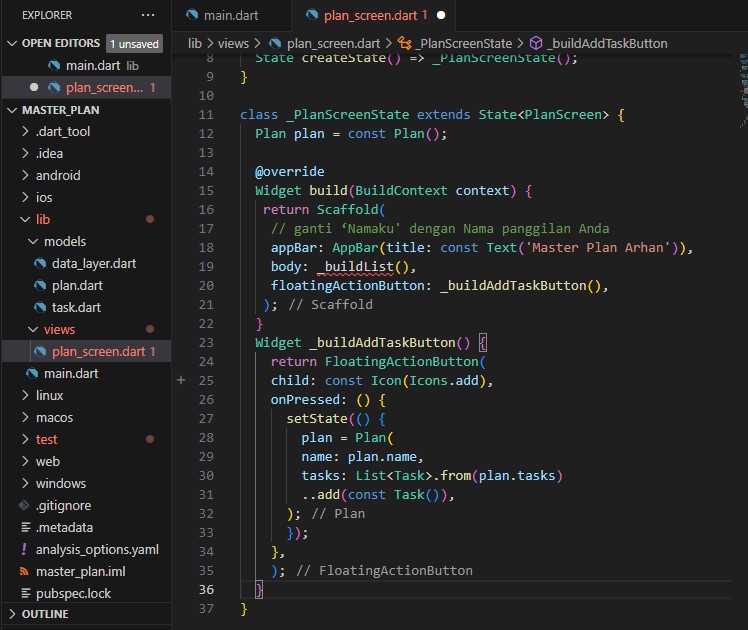 EXPLORER
OPEN EDITORS 1 unsaved
main.dart lib
plan_screen... 1
MASTER_PLAN
.dart_tool
.idea
android
ios
lib
models
data_layer.dart
plan.dart
task.dart
views
plan_screen.dart 1
main.dart
linux
macos
test
web
windows
.gitignore
.metadata
analysis_options.yaml
master_plan.iml
pubspec.lock
OUTLINE
main.dart
plan_screen.dart 1
lib > views > plan_screen.dart > _PlanScreenState > _buildAddTaskButton
8 State createState() => _PlanScreenState();
9 }
10
11 class _PlanScreenState extends State<PlanScreen> {
12 Plan plan = const Plan();
13
14 @override
15 Widget build(BuildContext context) {
16 return Scaffold(
17 // ganti ‘Namaku' dengan Nama panggilan Anda
18 appBar: AppBar(title: const Text('Master Plan Arhan')),
19 body: _buildList(),
20 floatingActionButton: _buildAddTaskButton(),
21 ); // Scaffold
22 }
23 Widget _buildAddTaskButton() {
24 return FloatingActionButton(
25 child: const Icon(Icons.add),
26 onPressed: () {
27 setState(() {
28 plan = Plan(
29 name: plan.name,
30 tasks: List<Task>.from(plan.tasks)
31 ..add(const Task()),
32 ); // Plan
33 });
34 },
35 ); // FloatingActionButton
36 }
37 }